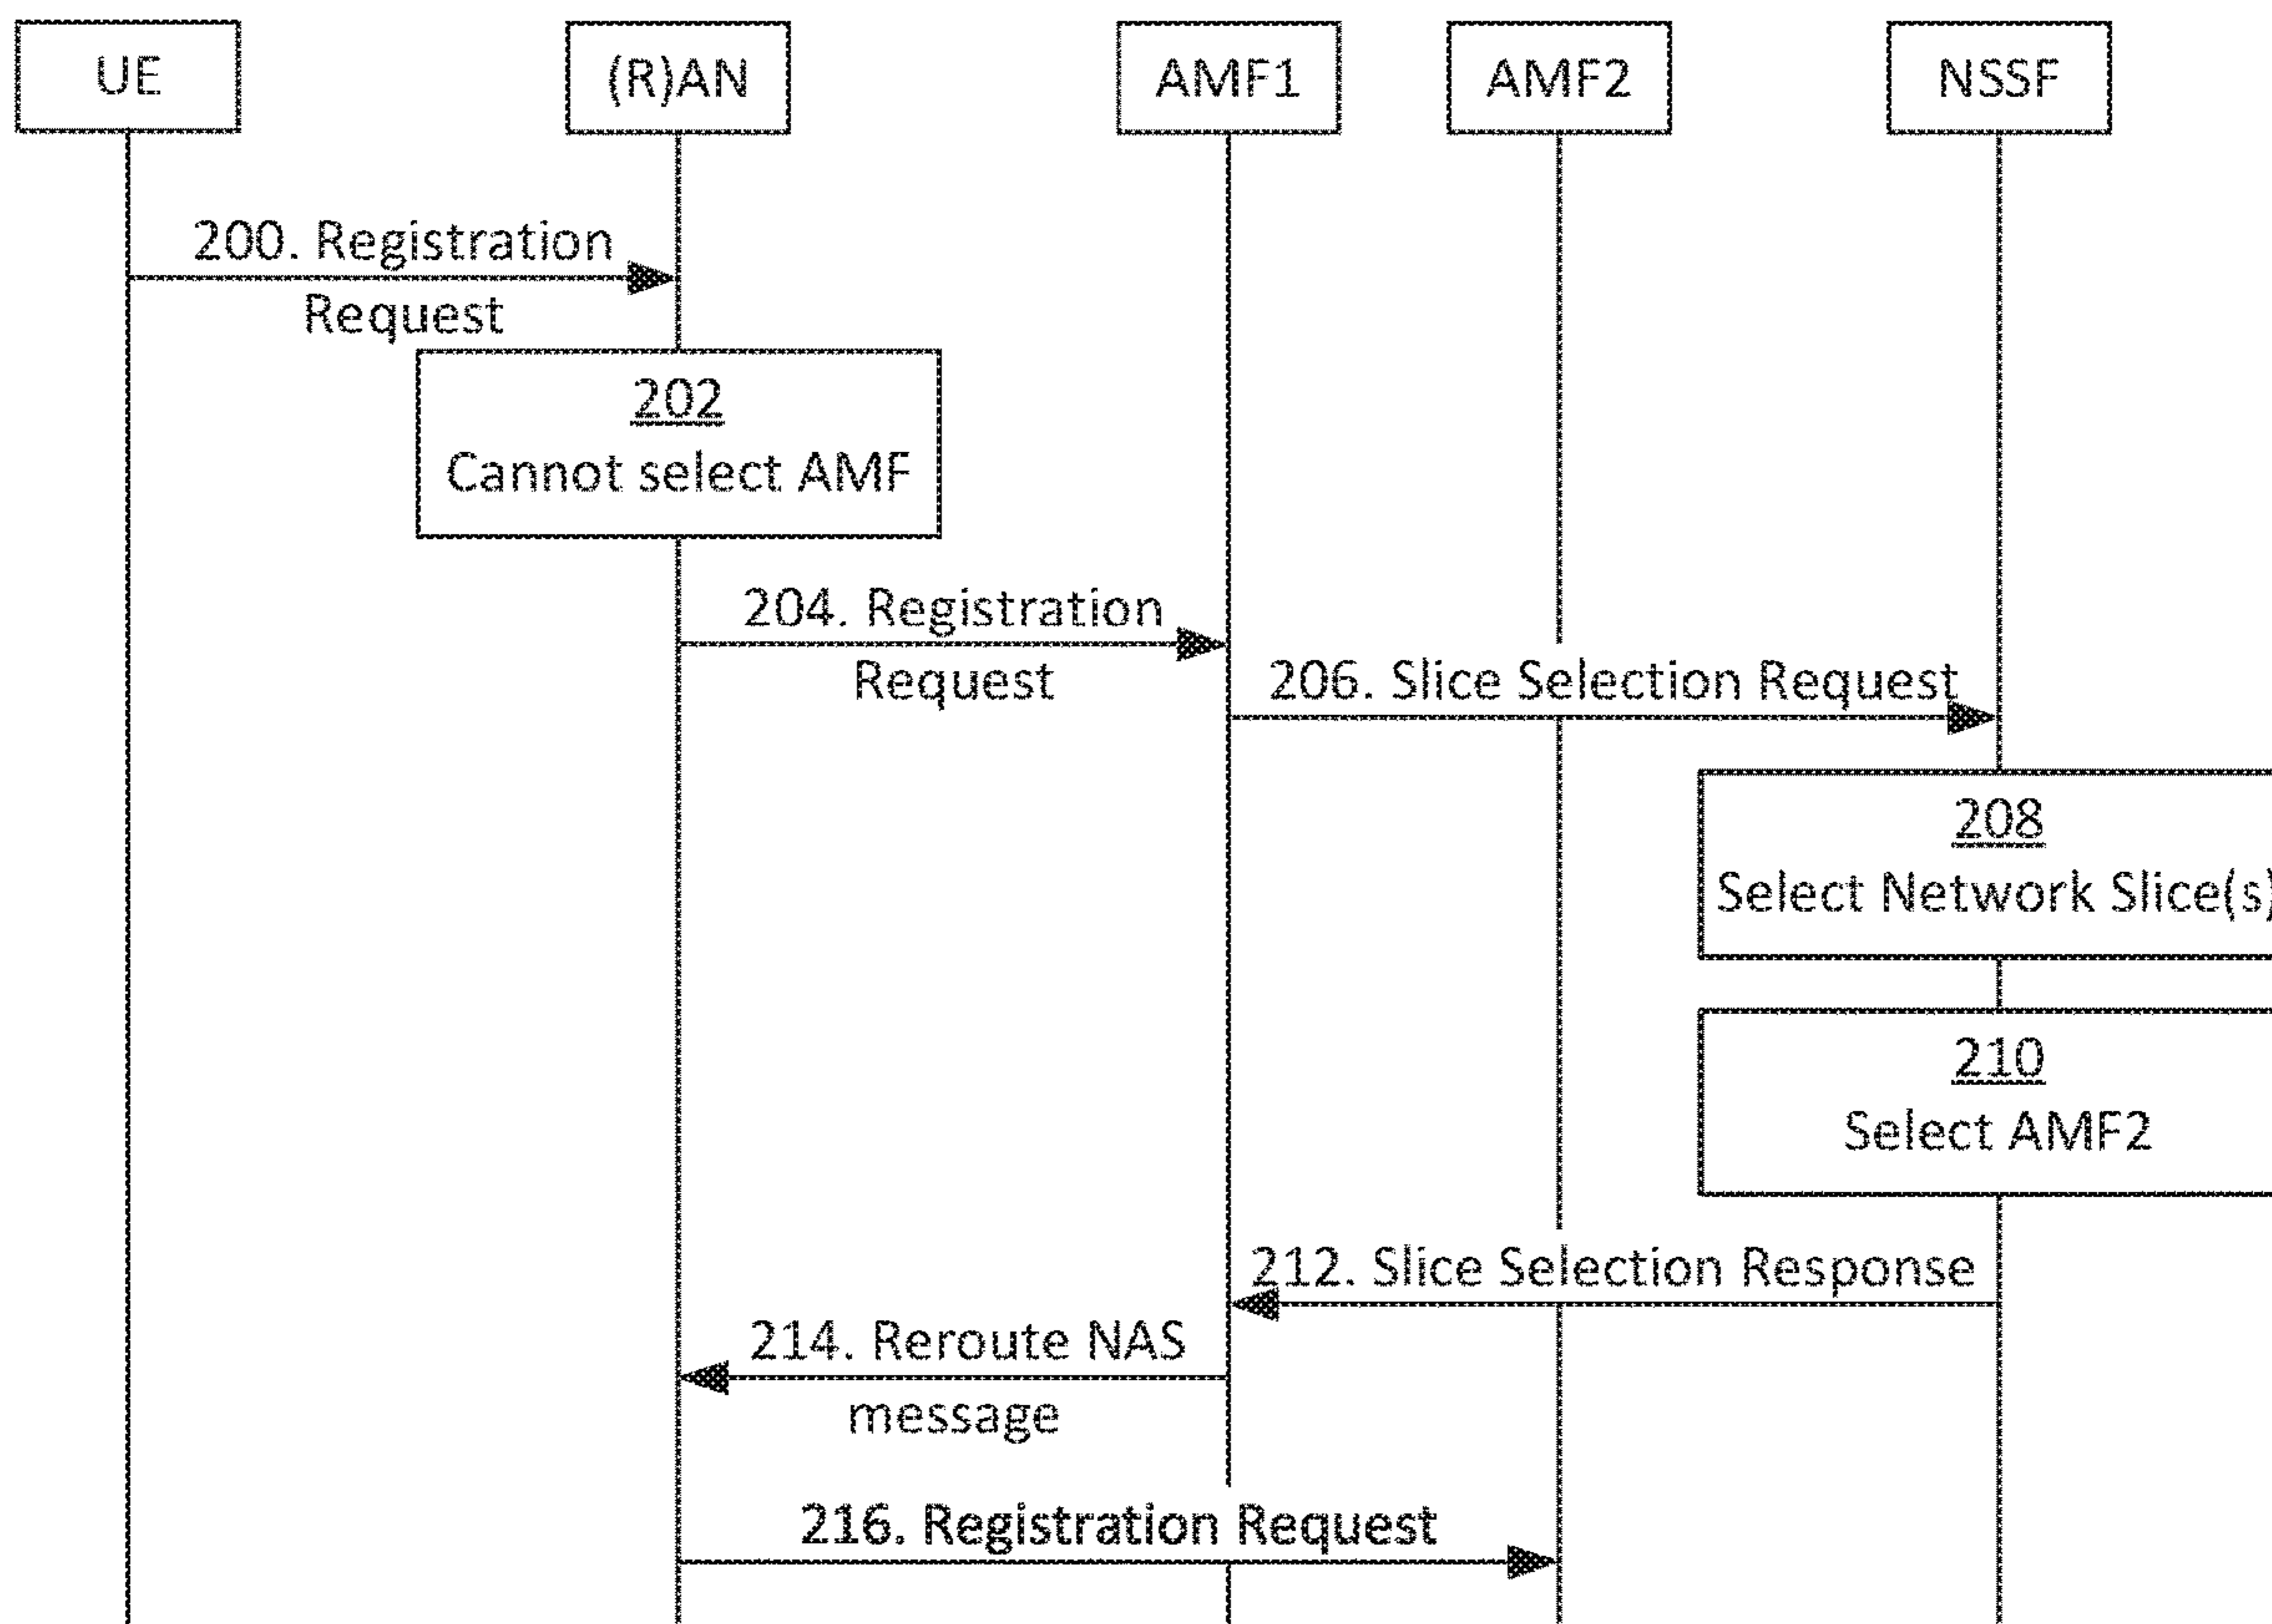 UE
(R)AN
AMF1
AMF2
NSSF
200. Registration
Request
202
Cannot select AMF
204. Registration
Request
206. Slice Selection Request
208
Select Network Slice(s)
210
Select AMF2
212. Slice Selection Response
214. Reroute NAS
message
216. Registration Request